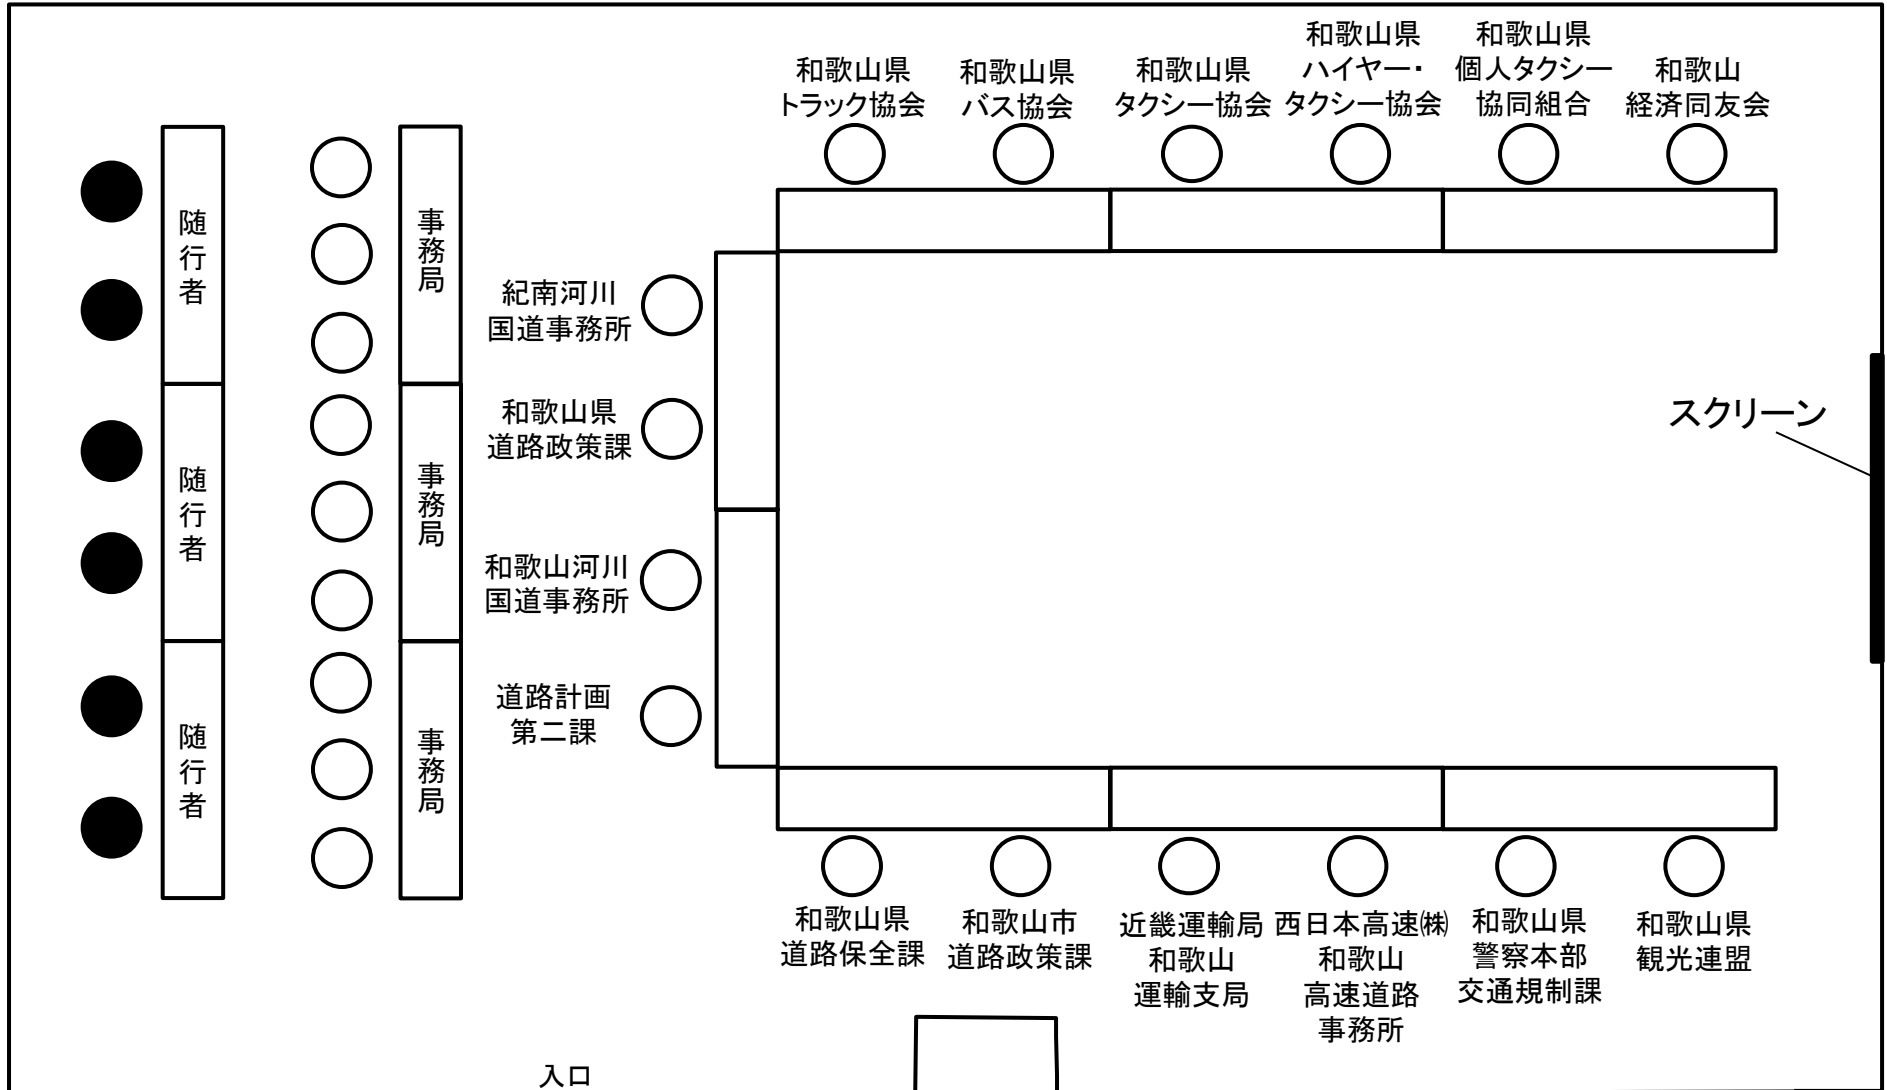 和歌山県
トラック協会
和歌山県
バス協会
和歌山県
タクシー協会
和歌山県
ハイヤー・
タクシー協会
和歌山県
個人タクシー
協同組合
和歌山
経済同友会
随行者
随行者
随行者
事務局
事務局
事務局
紀南河川
国道事務所
和歌山県
道路政策課
和歌山河川
国道事務所
道路計画
第二課
スクリーン
和歌山県
道路保全課
和歌山市
道路政策課
近畿運輸局
和歌山
運輸支局
西日本高速㈱
和歌山
高速道路
事務所
和歌山県
警察本部
交通規制課
和歌山県
観光連盟
入口